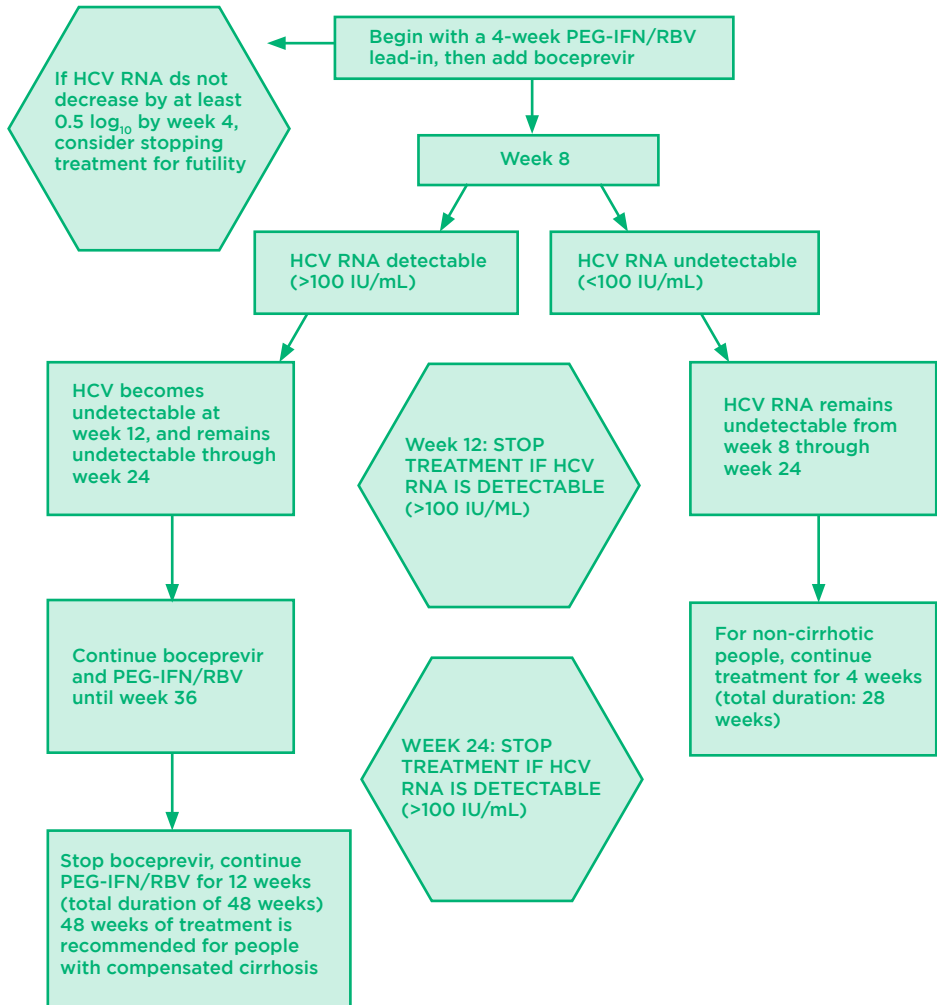 Begin with a 4-week PEG-IFN/RBV
lead-in, then add boceprevir
If HCV RNA ds not
decrease by at least
0.5 log₁₀ by week 4,
consider stopping
treatment for futility
Week 8
HCV RNA detectable
(>100 IU/mL)
HCV RNA undetectable
(<100 IU/mL)
HCV becomes
undetectable at
week 12, and remains
undetectable through
week 24
Week 12: STOP
TREATMENT IF HCV
RNA IS DETECTABLE
(>100 IU/ML)
HCV RNA remains
undetectable from
week 8 through
week 24
Continue boceprevir
and PEG-IFN/RBV
until week 36
WEEK 24: STOP
TREATMENT IF HCV
RNA IS DETECTABLE
(>100 IU/mL)
For non-cirrhotic
people, continue
treatment for 4 weeks
(total duration: 28
weeks)
Stop boceprevir, continue
PEG-IFN/RBV for 12 weeks
(total duration of 48 weeks)
48 weeks of treatment is
recommended for people
with compensated cirrhosis